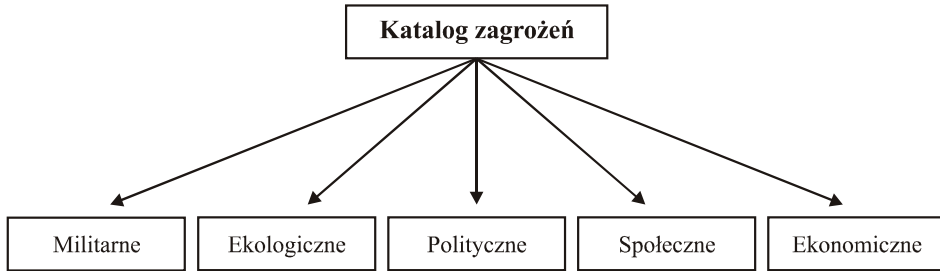 Katalog zagrożeń
Militarne
Ekologiczne
Polityczne
Społeczne
Ekonomiczne